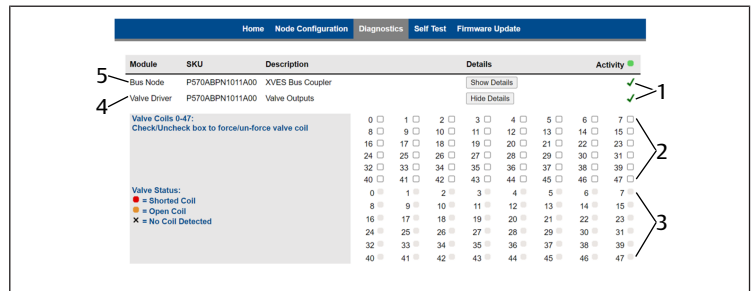 Home Node Configuration Diagnostics Self Test Firmware Update
Module SKU Description Details Activity
5 Bus Node P570ABPN1011A00 XVES Bus Coupler Show Details 1
4 Valve Driver P570ABPN1011A00 Valve Outputs Hide Details
Valve Coils 0-47: 0 1 2 3 4 5 6 7
Check/Uncheck box to force/un-force valve coil 8 9 10 11 12 13 14 15
16 17 18 19 20 21 22 23 2
24 25 26 27 28 29 30 31
32 33 34 35 36 37 38 39
40 41 42 43 44 45 46 47
Valve Status: 0 1 2 3 4 5 6 7
= Shorted Coil 8 9 10 11 12 13 14 15
= Open Coil 16 17 18 19 20 21 22 23 3
× = No Coil Detected 24 25 26 27 28 29 30 31
32 33 34 35 36 37 38 39
40 41 42 43 44 45 46 47